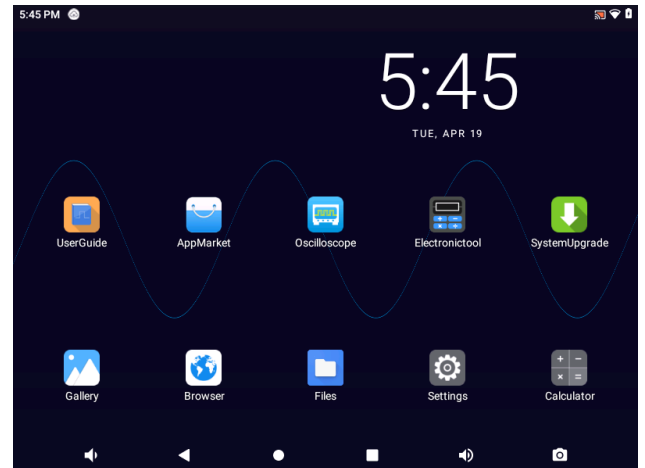 5:45 PM
5:45
TUE, APR 19
UserGuide
AppMarket
Oscilloscope
Electronictool
SystemUpgrade
Gallery
Browser
Files
Settings
Calculator